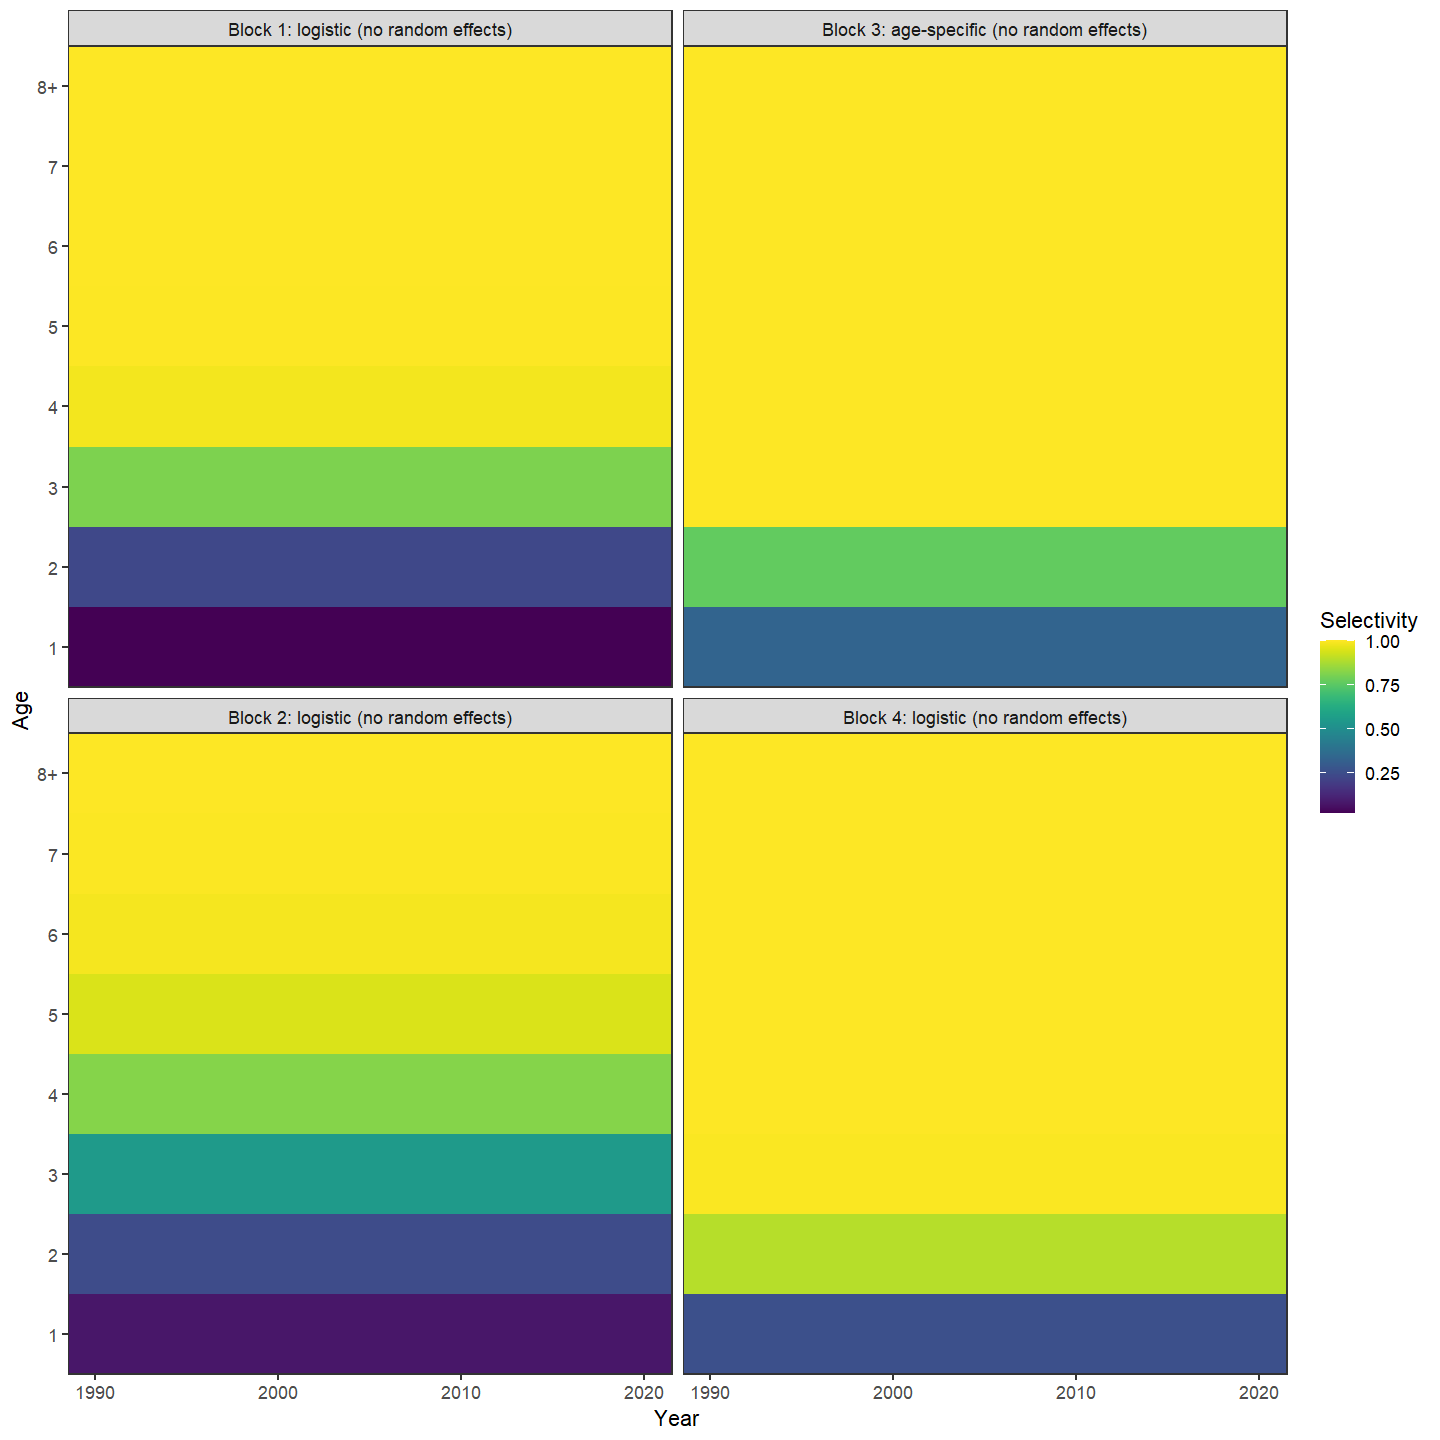 Block 1: logistic (no random effects)
Block 3: age-specific (no random effects)
8+
7
6
5
4
3
2
1
Block 2: logistic (no random effects)
Block 4: logistic (no random effects)
8+
7
6
5
4
3
2
1
Age
1990 2000 2010 2020
1990 2000 2010 2020
Year
Selectivity
1.00
0.75
0.50
0.25